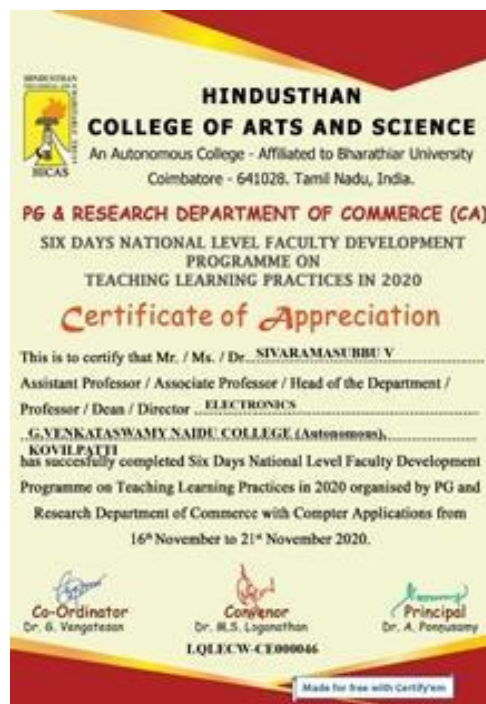 HINDUSTHAN
HICAS
HINDUSTHAN
COLLEGE OF ARTS AND SCIENCE
An Autonomous College - Affiliated to Bharathiar University
Coimbatore - 641028. Tamil Nadu, India.
PG & RESEARCH DEPARTMENT OF COMMERCE (CA)
SIX DAYS NATIONAL LEVEL FACULTY DEVELOPMENT
PROGRAMME ON
TEACHING LEARNING PRACTICES IN 2020
Certificate of Appreciation
This is to certify that Mr. / Ms. / Dr. SIVARAMASUBBU V
Assistant Professor / Associate Professor / Head of the Department /
Professor / Dean / Director ELECTRONICS
G.VENKATASWAMY NAIDU COLLEGE (Autonomous),
KOVILPATTI
has succesfully completed Six Days National Level Faculty Development
Programme on Teaching Learning Practices in 2020 organised by PG and
Research Department of Commerce with Compter Applications from
16th November to 21st November 2020.
Co-Ordinator Convenor Principal
Dr. G. Vengatesan Dr. M.S. Loganathan Dr. A. Ponnusamy
LQLECW-CE000046
Made for free with Certify'em